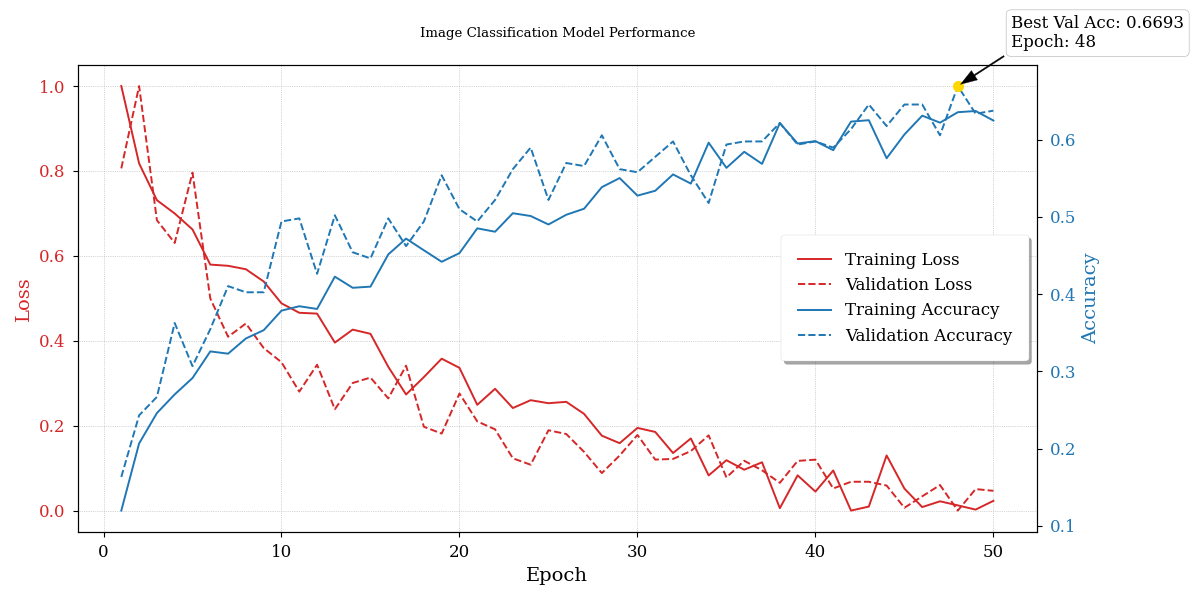 Image Classification Model Performance
Best Val Acc: 0.6693
Epoch: 48
1.0
0.8
0.6
0.4
0.2
0.0
Loss
0.6
0.5
0.4
0.3
0.2
0.1
Accuracy
Training Loss
Validation Loss
Training Accuracy
Validation Accuracy
0
10
20
30
40
50
Epoch